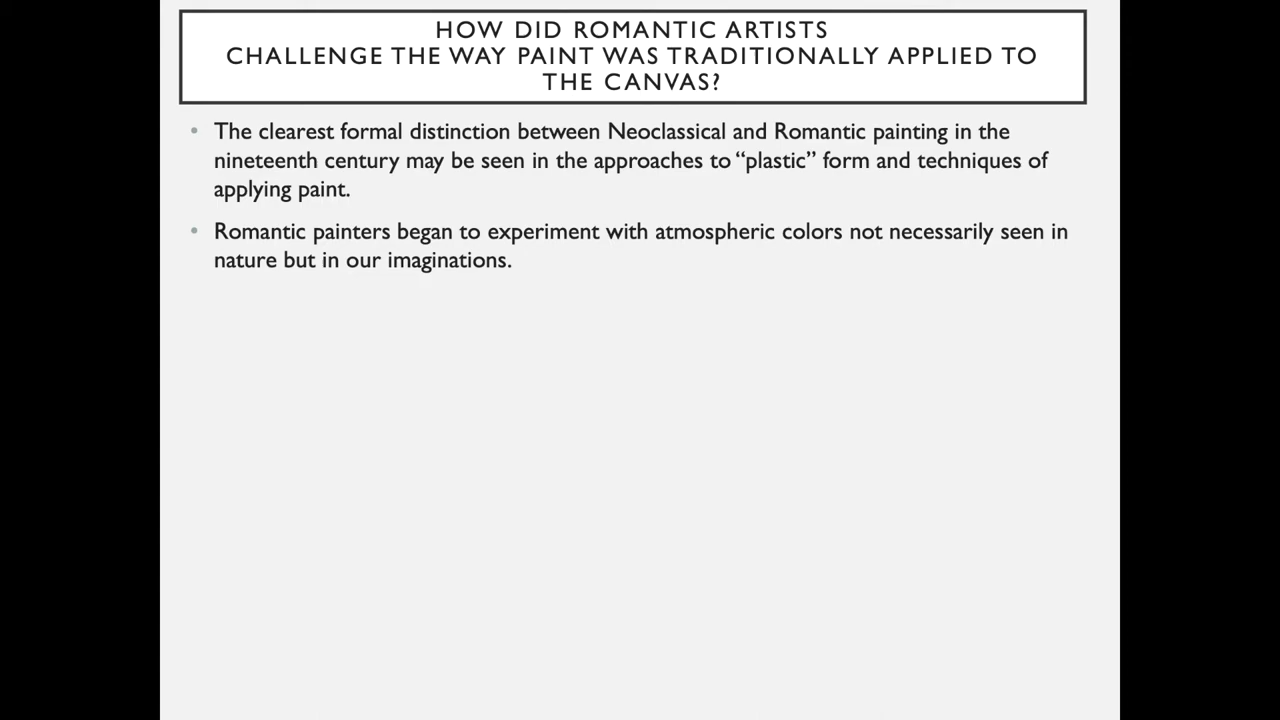 HOW DID ROMANTIC ARTISTS
CHALLENGE THE WAY PAINT WAS TRADITIONALLY APPLIED TO
THE CANVAS?
• The clearest formal distinction between Neoclassical and Romantic painting in the
nineteenth century may be seen in the approaches to “plastic” form and techniques of
applying paint.
• Romantic painters began to experiment with atmospheric colors not necessarily seen in
nature but in our imaginations.